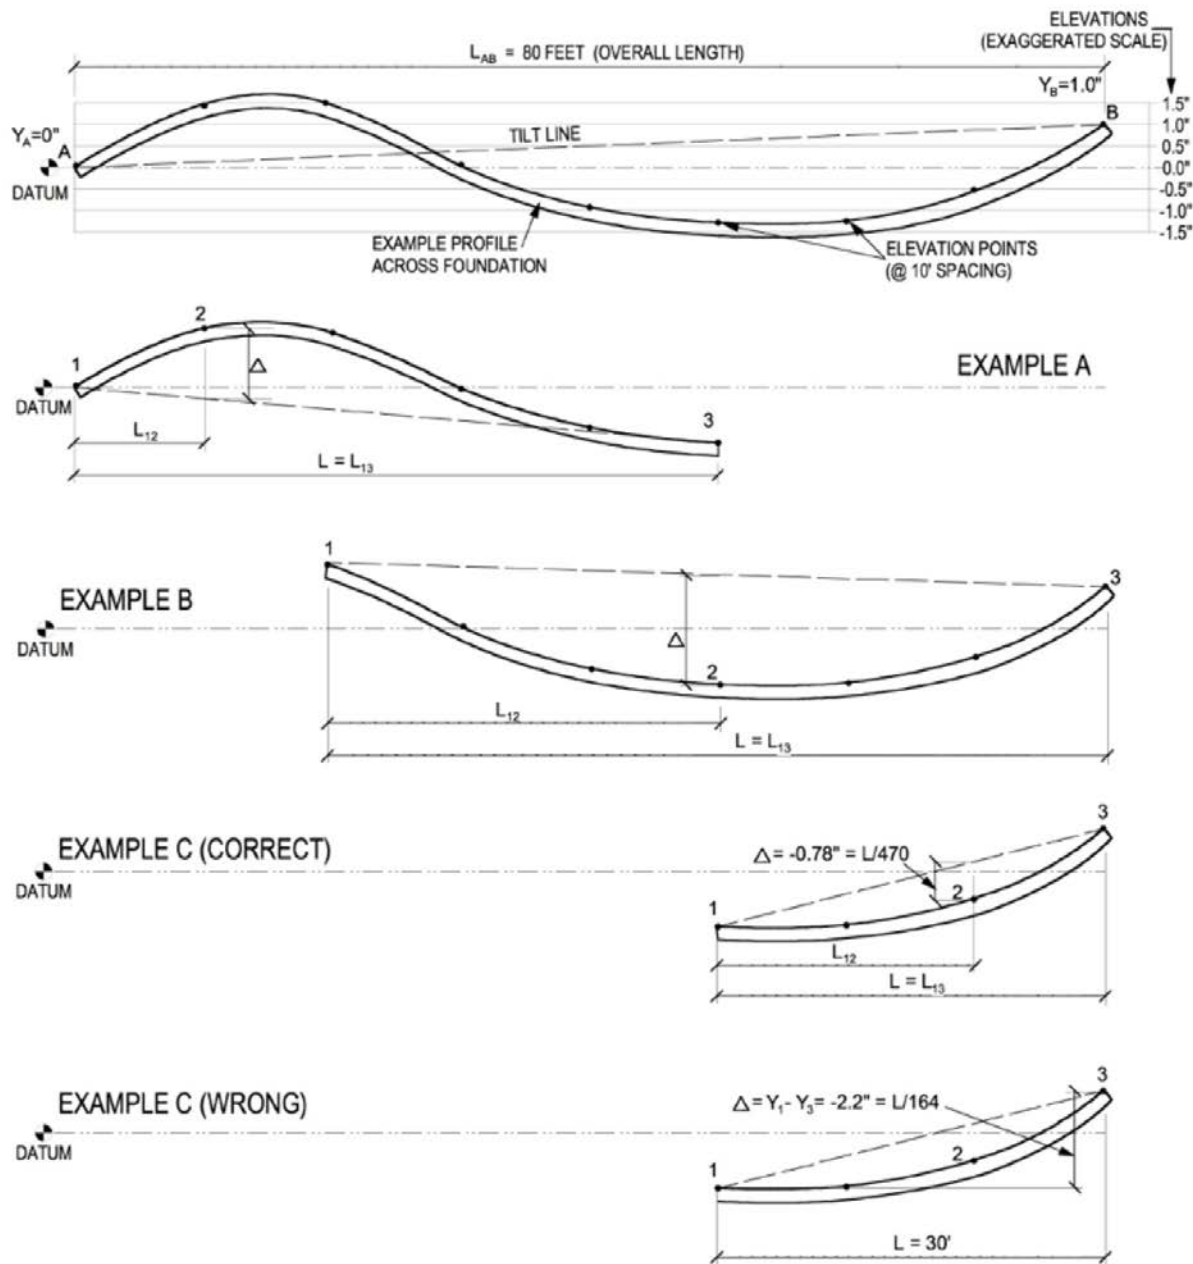 ELEVATIONS
(EXAGGERATED SCALE)
L_AB = 80 FEET (OVERALL LENGTH)
Y_B=1.0"
1.5"
B
1.0"
Y_A=0"
TILT LINE
A
0.5"
0.0"
DATUM
-0.5"
-1.0"
-1.5"
EXAMPLE PROFILE
ACROSS FOUNDATION
ELEVATION POINTS
(@ 10' SPACING)
2
1
Δ
EXAMPLE A
DATUM
3
L_12
L = L_13
1
3
EXAMPLE B
DATUM
Δ
2
L_12
L = L_13
3
EXAMPLE C (CORRECT)
Δ = -0.78" = L/470
DATUM
2
1
L_12
L = L_13
3
EXAMPLE C (WRONG)
Δ = Y_1 - Y_3 = -2.2" = L/164
DATUM
2
1
L = 30'